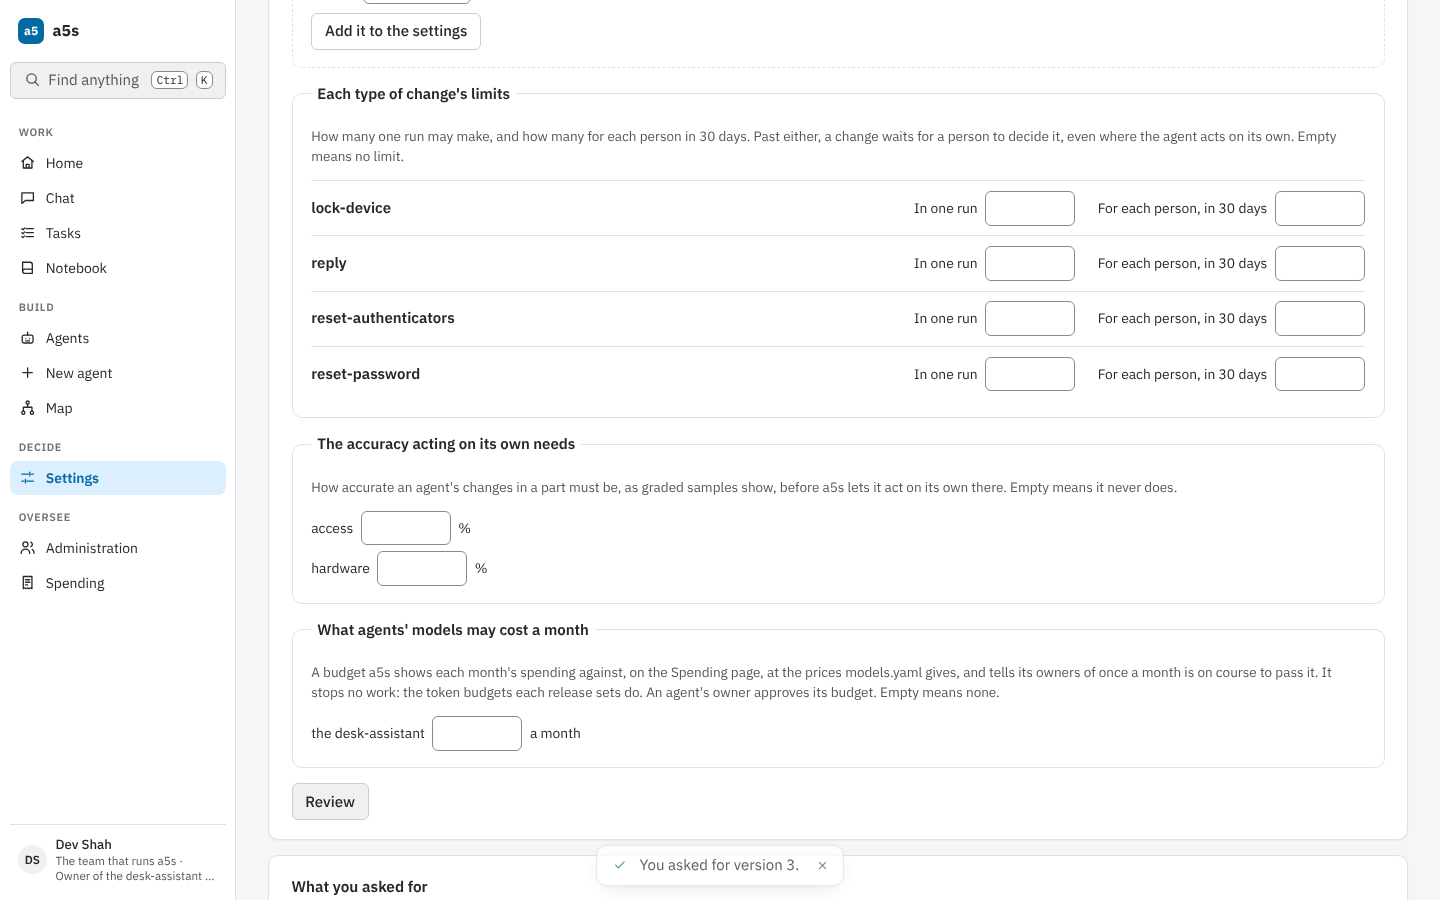 a5 a5s
Find anything Ctrl K
WORK
Home
Chat
Tasks
Notebook
BUILD
Agents
New agent
Map
DECIDE
Settings
OVERSEE
Administration
Spending
DS Dev Shah
The team that runs a5s ·
Owner of the desk-assistant ...
Add it to the settings
Each type of change's limits
How many one run may make, and how many for each person in 30 days. Past either, a change waits for a person to decide it, even where the agent acts on its own. Empty
means no limit.
lock-device In one run For each person, in 30 days
reply In one run For each person, in 30 days
reset-authenticators In one run For each person, in 30 days
reset-password In one run For each person, in 30 days
The accuracy acting on its own needs
How accurate an agent's changes in a part must be, as graded samples show, before a5s lets it act on its own there. Empty means it never does.
access %
hardware %
What agents' models may cost a month
A budget a5s shows each month's spending against, on the Spending page, at the prices models.yaml gives, and tells its owners of once a month is on course to pass it. It
stops no work: the token budgets each release sets do. An agent's owner approves its budget. Empty means none.
the desk-assistant a month
Review
You asked for version 3.
What you asked for